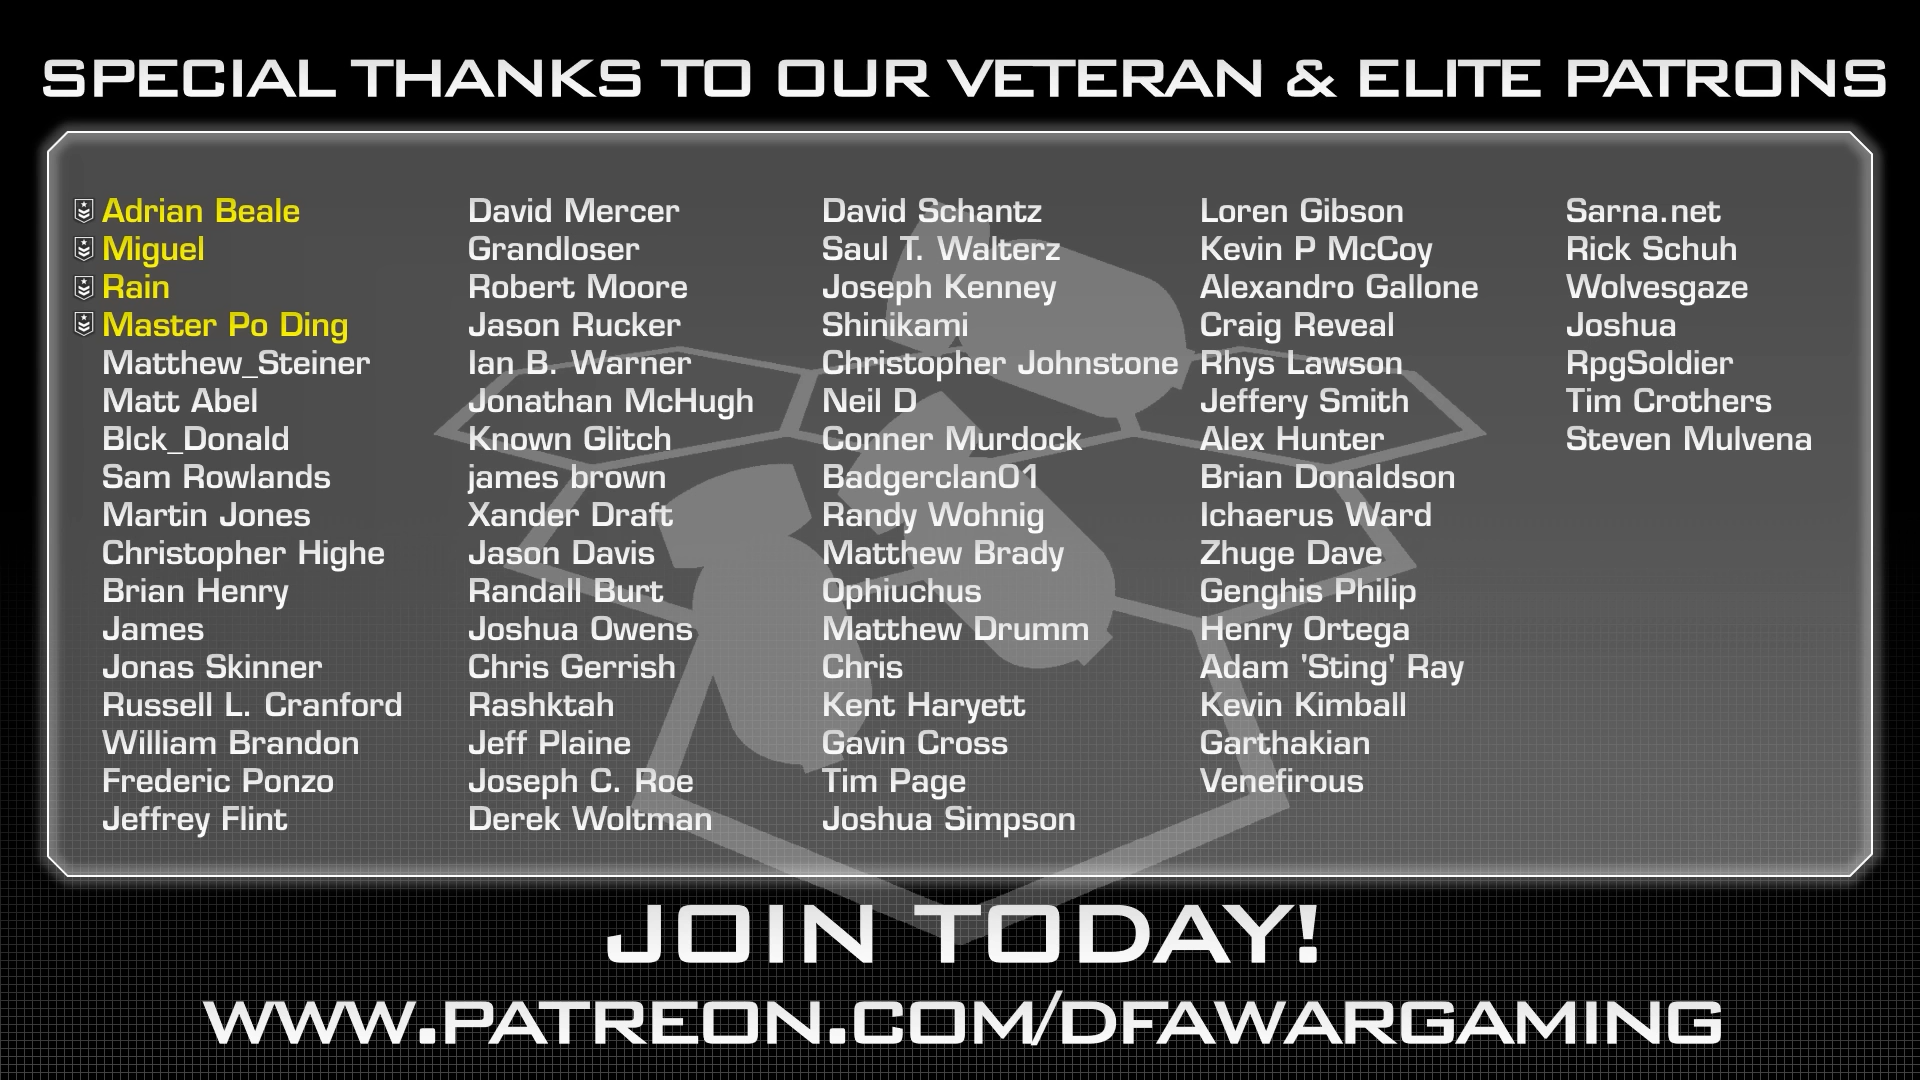 SPECIAL THANKS TO OUR VETERAN & ELITE PATRONS
Adrian Beale
Miguel
Rain
Master Po Ding
Matthew_Steiner
Matt Abel
Blck_Donald
Sam Rowlands
Martin Jones
Christopher Highe
Brian Henry
James
Jonas Skinner
Russell L. Cranford
William Brandon
Frederic Ponzo
Jeffrey Flint
David Mercer
Grandloser
Robert Moore
Jason Rucker
Ian B. Warner
Jonathan McHugh
Known Glitch
james brown
Xander Draft
Jason Davis
Randall Burt
Joshua Owens
Chris Gerrish
Rashktah
Jeff Plaine
Joseph C. Roe
Derek Woltman
David Schantz
Saul T. Walterz
Joseph Kenney
Shinikami
Christopher Johnstone
Neil D
Conner Murdock
Badgerclan01
Randy Wohnig
Matthew Brady
Ophiuchus
Matthew Drumm
Chris
Kent Haryett
Gavin Cross
Tim Page
Joshua Simpson
Loren Gibson
Kevin P McCoy
Alexandro Gallone
Craig Reveal
Rhys Lawson
Jeffery Smith
Alex Hunter
Brian Donaldson
Ichaerus Ward
Zhuge Dave
Genghis Philip
Henry Ortega
Adam 'Sting' Ray
Kevin Kimball
Garthakian
Venefirous
Sarna.net
Rick Schuh
Wolvesgaze
Joshua
RpgSoldier
Tim Crothers
Steven Mulvena
JOIN TODAY!
WWW.PATREON.COM/DFAWARGAMING